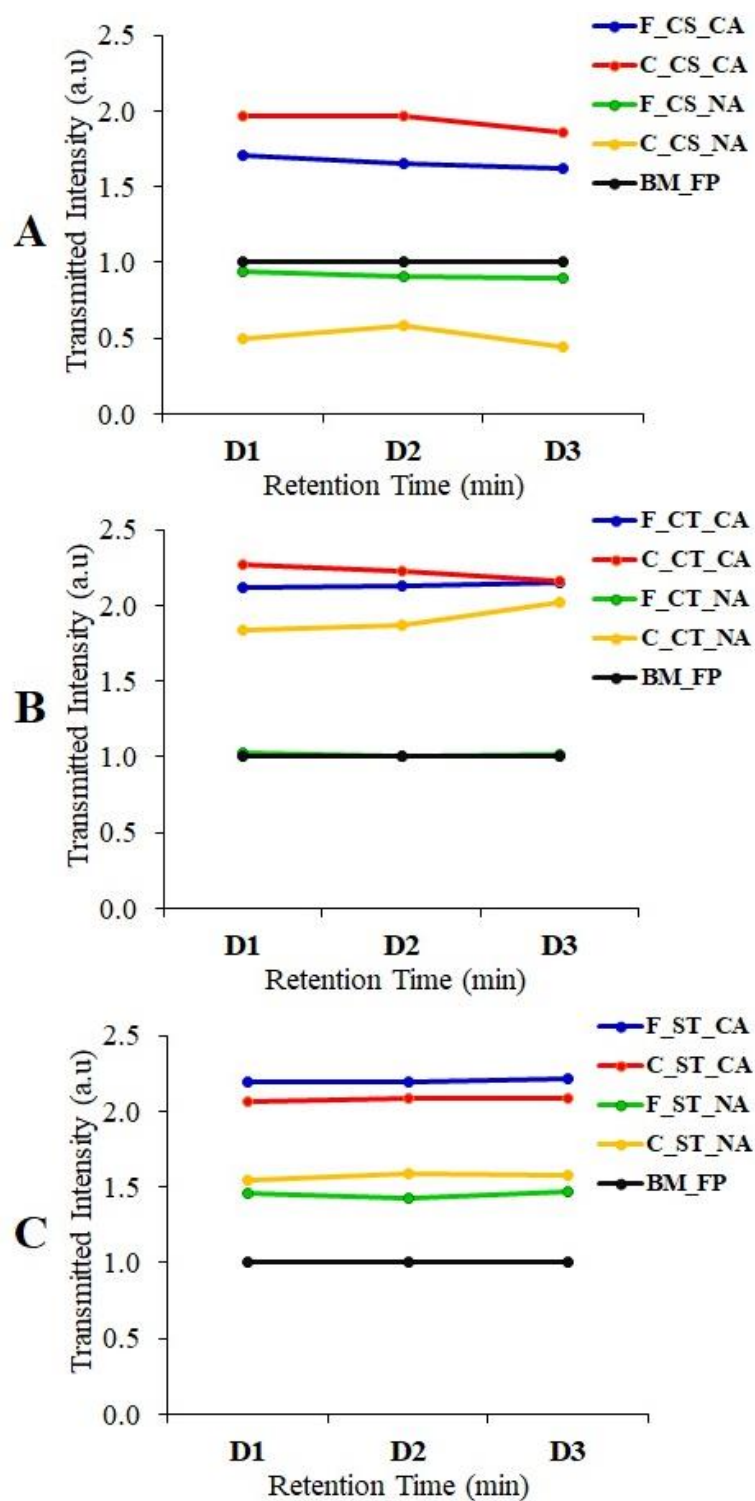 A
Transmitted Intensity (a.u)
2.5
2.0
1.5
1.0
0.5
0.0
D1 D2 D3
Retention Time (min)
F_CS_CA
C_CS_CA
F_CS_NA
C_CS_NA
BM_FP
B
Transmitted Intensity (a.u)
2.5
2.0
1.5
1.0
0.5
0.0
D1 D2 D3
Retention Time (min)
F_CT_CA
C_CT_CA
F_CT_NA
C_CT_NA
BM_FP
C
Transmitted Intensity (a.u)
2.5
2.0
1.5
1.0
0.5
0.0
D1 D2 D3
Retention Time (min)
F_ST_CA
C_ST_CA
F_ST_NA
C_ST_NA
BM_FP